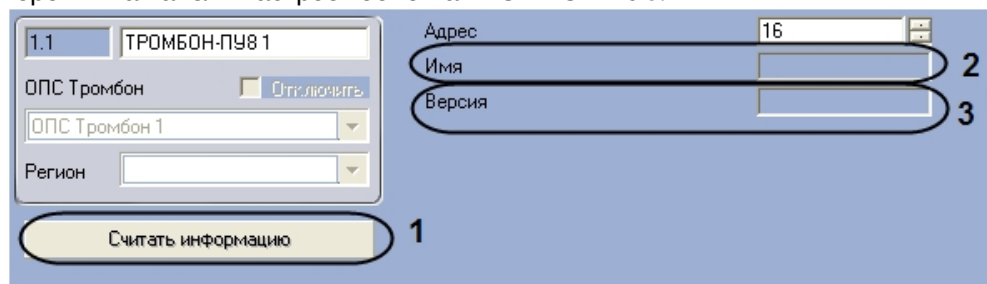 1.1 ТРОМБОН-ПУ8 1
ОПС Тромбон Отключить
ОПС Тромбон 1
Регион
Считать информацию 1
Адрес 16
Имя 2
Версия 3